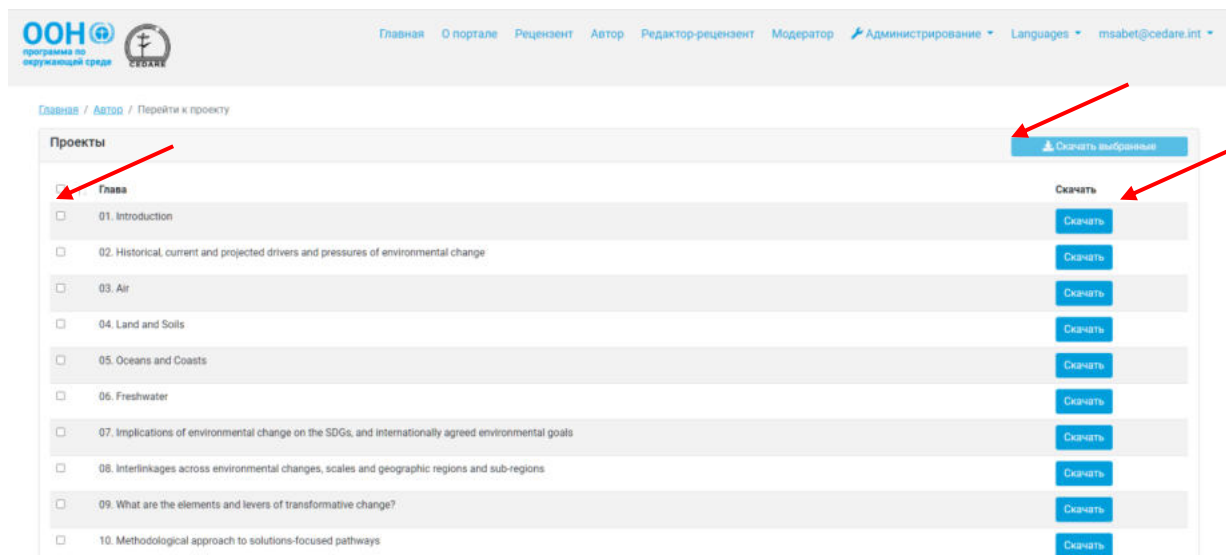 ООН
программа по
окружающей среде
CEDARE
Главная О портале Рецензент Автор Редактор-рецензент Модератор Администрирование Languages msabet@cedare.int
Главная / Автор / Перейти к проекту
Проекты Скачать выбранные
Глава Скачать
01. Introduction Скачать
02. Historical, current and projected drivers and pressures of environmental change Скачать
03. Air Скачать
04. Land and Soils Скачать
05. Oceans and Coasts Скачать
06. Freshwater Скачать
07. Implications of environmental change on the SDGs, and internationally agreed environmental goals Скачать
08. Interlinkages across environmental changes, scales and geographic regions and sub-regions Скачать
09. What are the elements and levers of transformative change? Скачать
10. Methodological approach to solutions-focused pathways Скачать